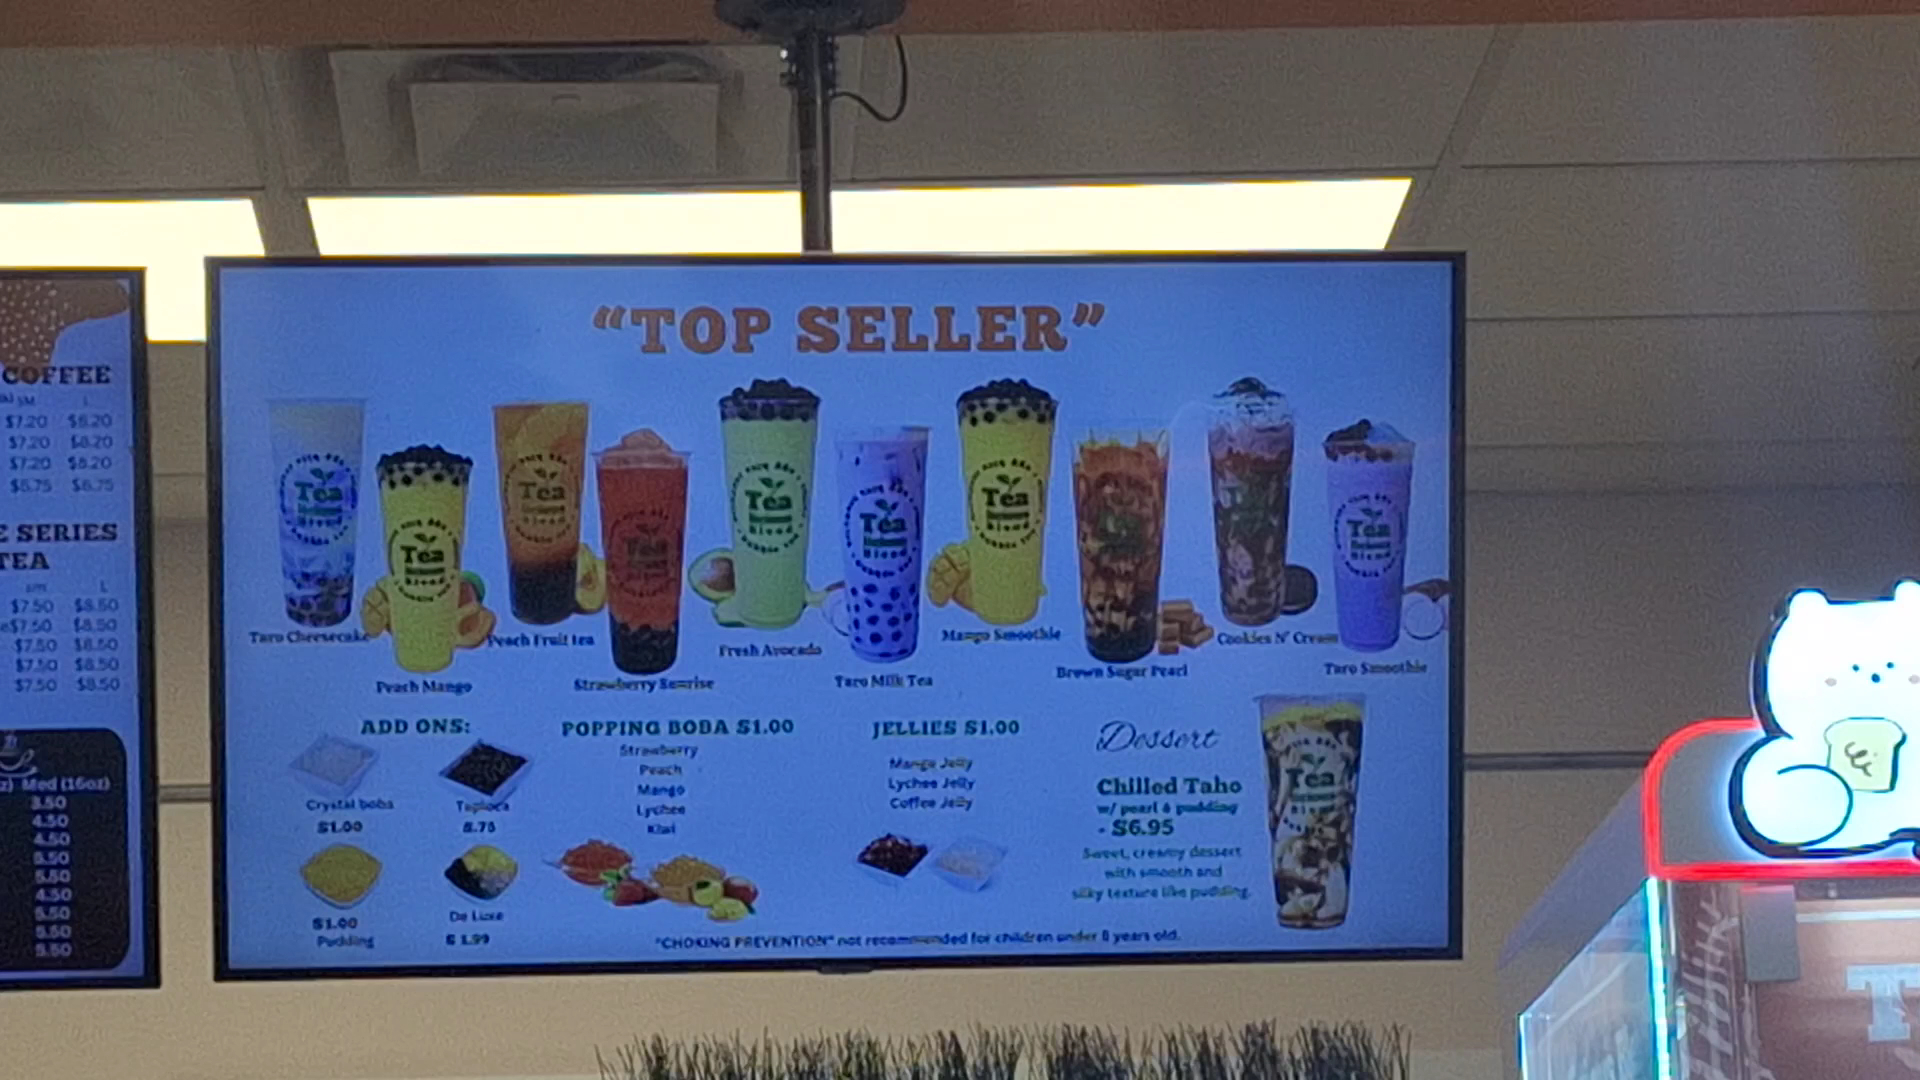 COFFEE
SM L
$7.20 $8.20
$7.20 $8.20
$7.20 $8.20
$5.75 $6.75
E SERIES
TEA
sm L
$7.50 $8.50
$7.50 $8.50
$7.50 $8.50
$7.50 $8.50
$7.50 $8.50
Med (16oz)
3.50
4.50
4.50
5.50
5.50
4.50
5.50
5.50
5.50
“TOP SELLER”
Tea
Blend
Taro Cheesecake
Peach Mango
Peach Fruit tea
Strawberry Sunrise
Fresh Avocado
Taro Milk Tea
Mango Smoothie
Brown Sugar Pearl
Cookies N' Cream
Taro Smoothie
ADD ONS:
Crystal boba
$1.00
Tapioca
$.75
$1.00
Pudding
De Luxe
$ 1.99
POPPING BOBA $1.00
Strawberry
Peach
Mango
Lychee
Kiwi
JELLIES $1.00
Mango Jelly
Lychee Jelly
Coffee Jelly
Dessert
Chilled Taho
w/ pearl & pudding
- $6.95
Sweet, creamy dessert
with smooth and
silky texture like pudding.
"CHOKING PREVENTION" not recommended for children under 8 years old.